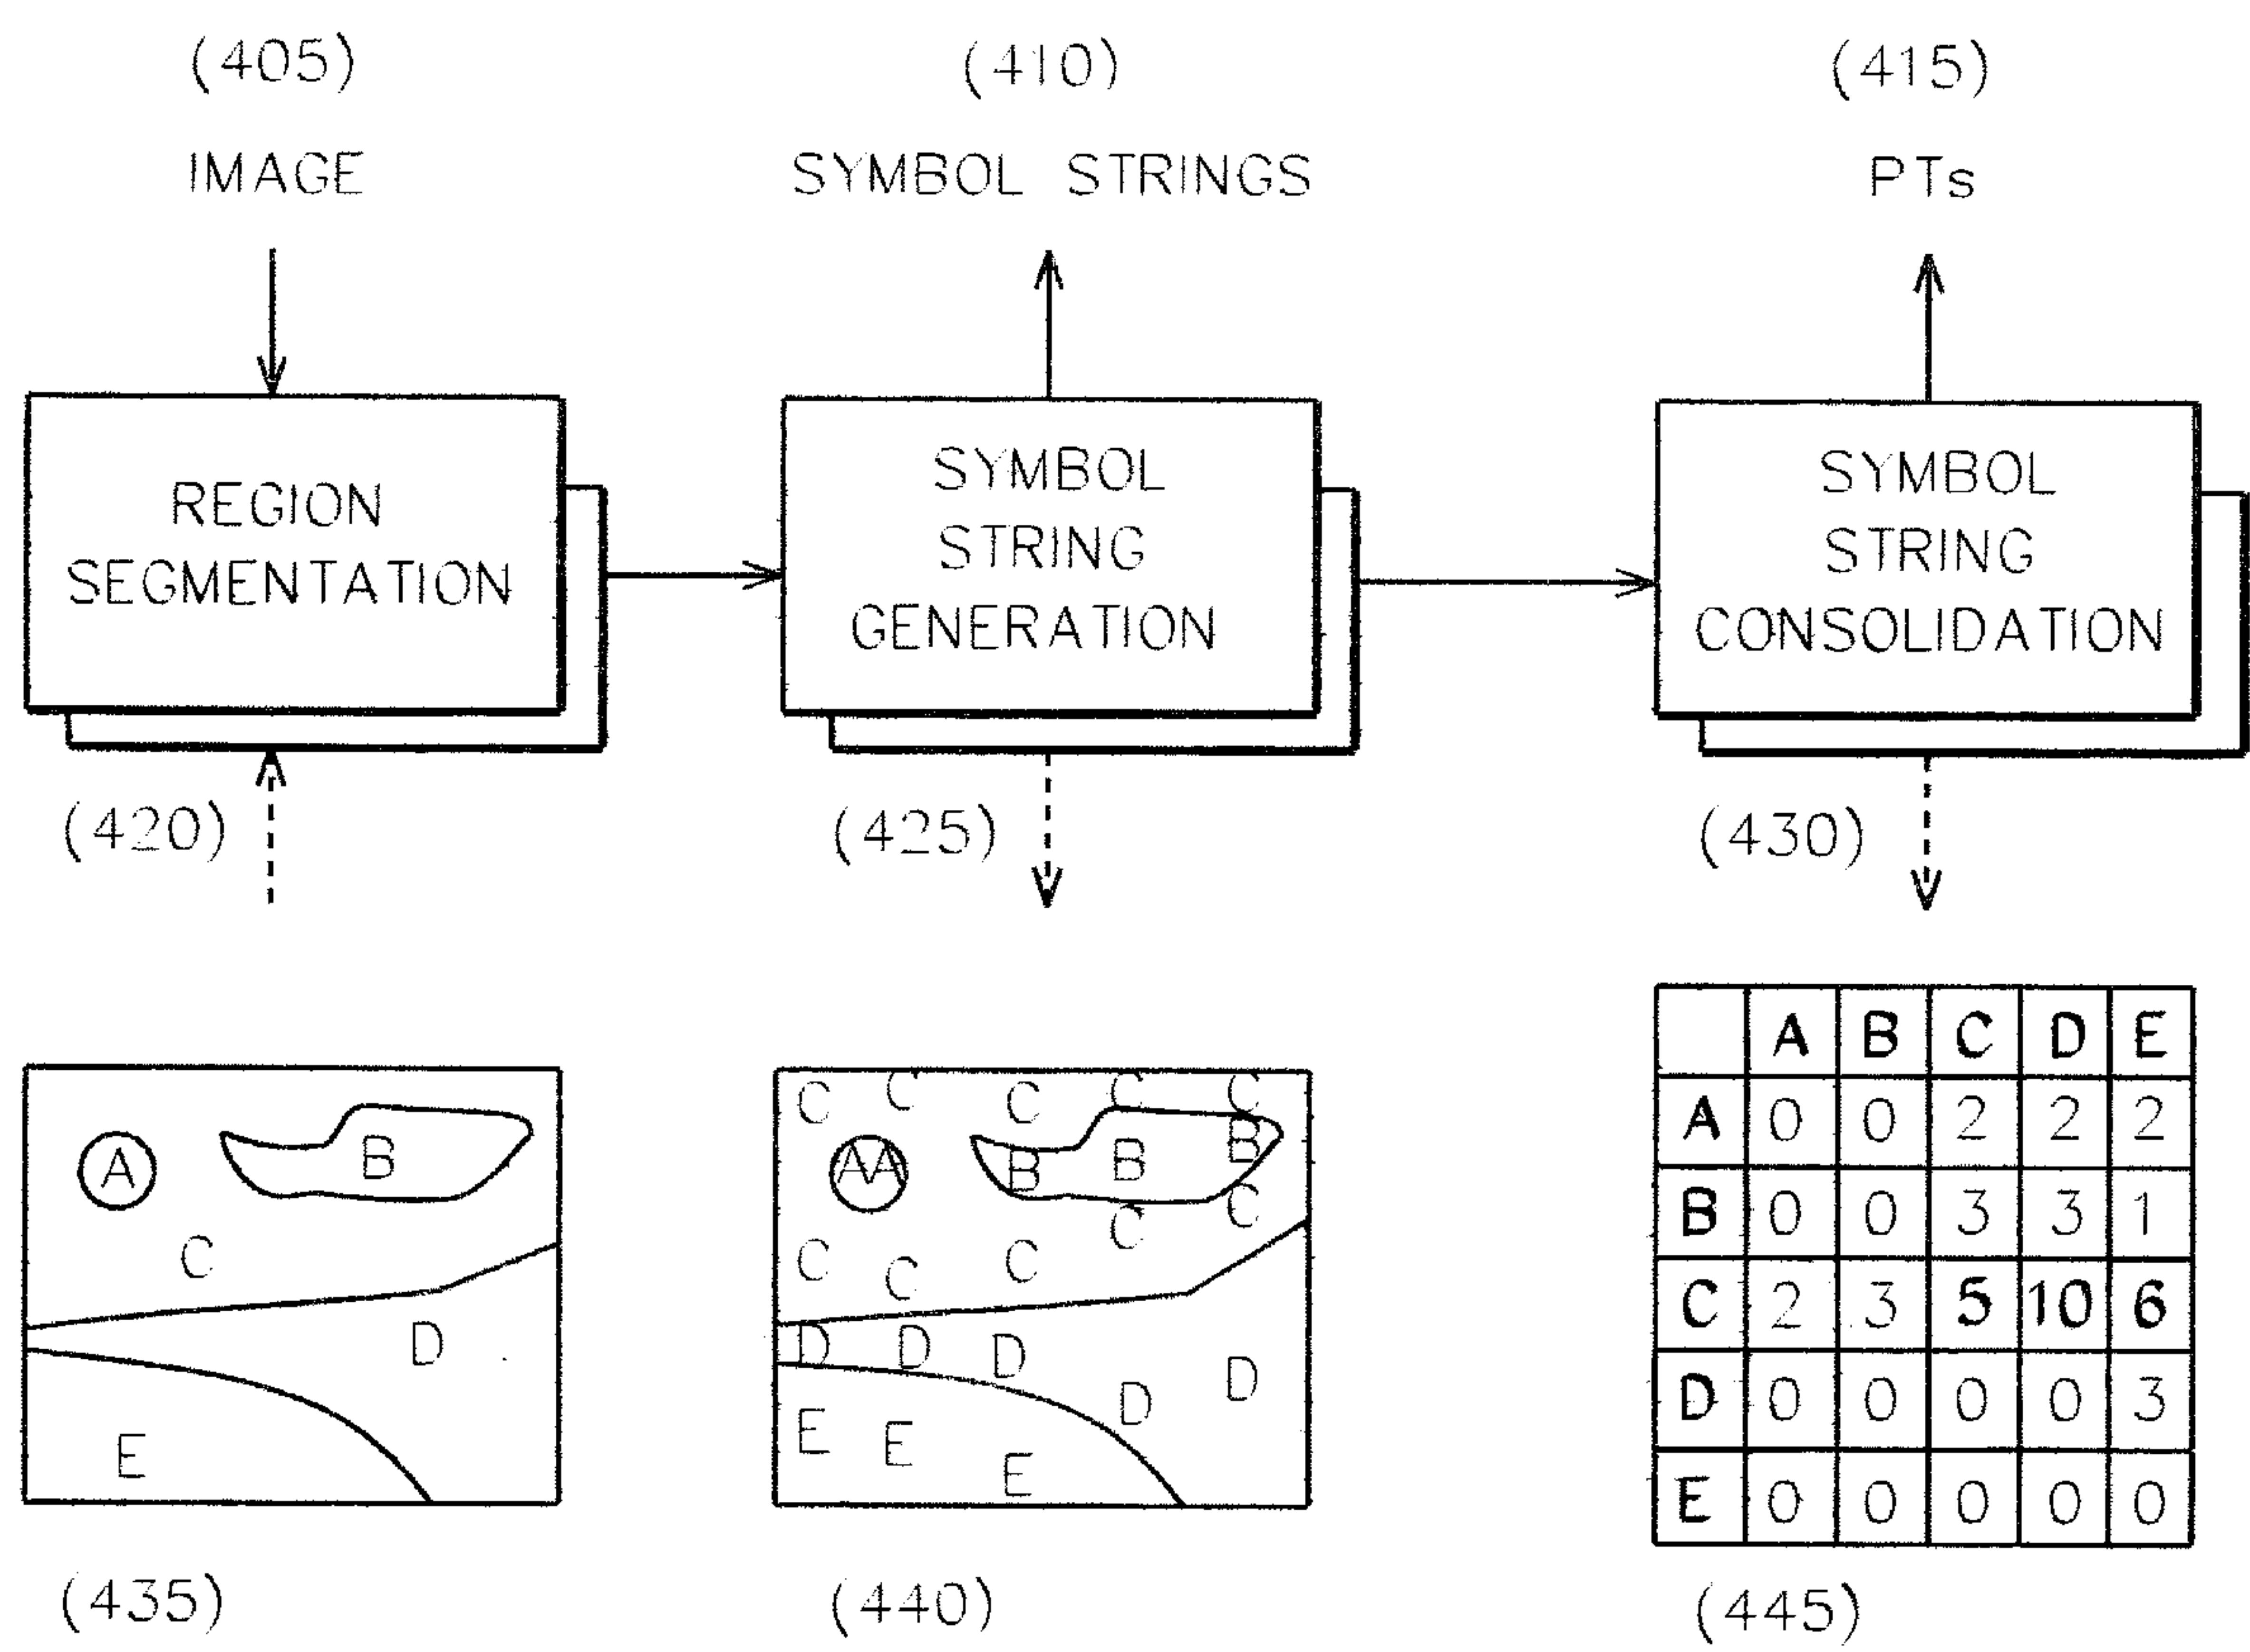 (405) (410) (415)
IMAGE SYMBOL STRINGS PTs
REGION
SEGMENTATION
SYMBOL
STRING
GENERATION
SYMBOL
STRING
CONSOLIDATION
(420) (425) (430)
A
B
C
D
E
C C C C C
A A B B B
C C C C C
D D D D D
E E E
A B C D E
A 0 0 2 2 2
B 0 0 3 3 1
C 2 3 5 10 6
D 0 0 0 0 3
E 0 0 0 0 0
(435) (440) (445)